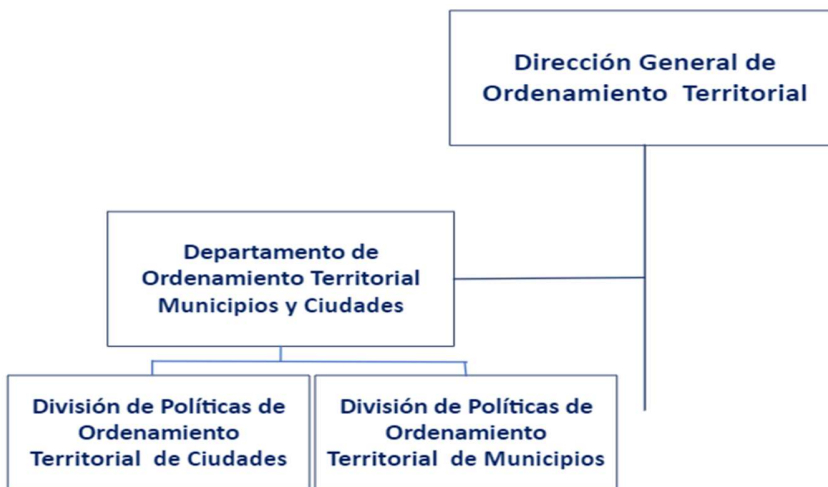 Dirección General de
Ordenamiento Territorial
Departamento de
Ordenamiento Territorial
Municipios y Ciudades
División de Políticas de
Ordenamiento
Territorial de Ciudades
División de Políticas de
Ordenamiento
Territorial de Municipios